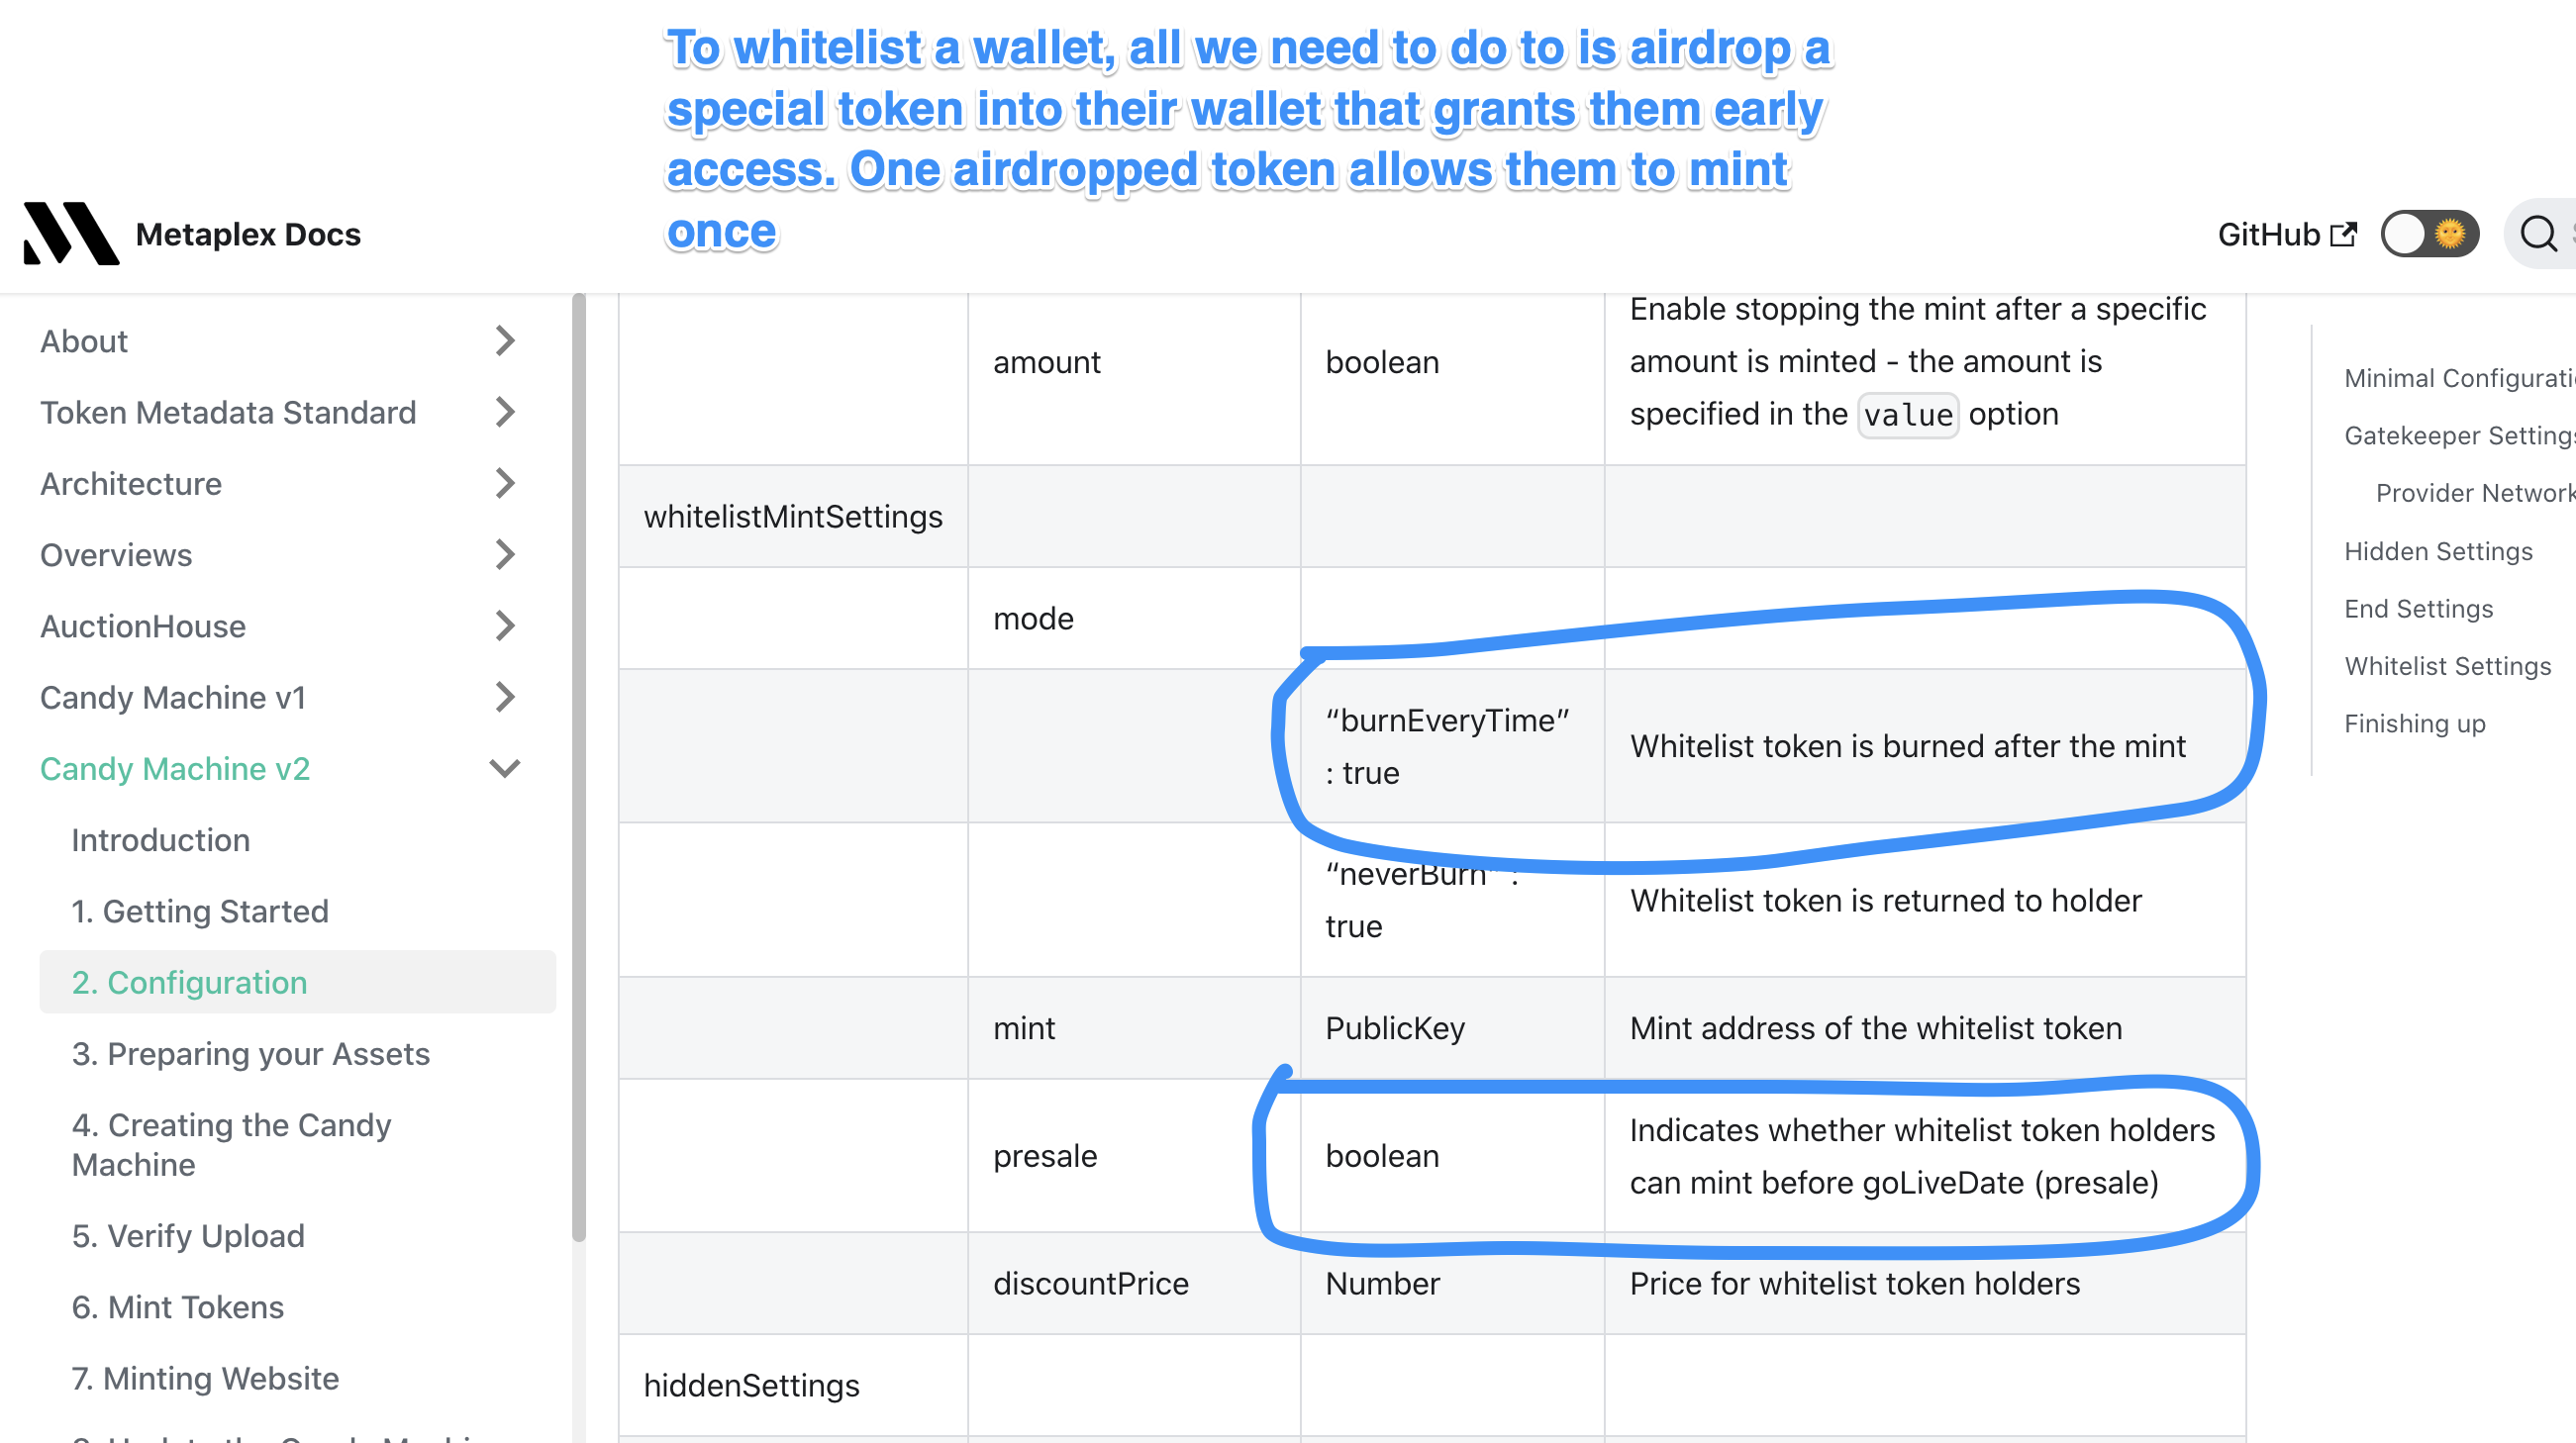 To whitelist a wallet, all we need to do to is airdrop a
special token into their wallet that grants them early
access. One airdropped token allows them to mint
once
Metaplex Docs
GitHub
About
Token Metadata Standard
Architecture
Overviews
AuctionHouse
Candy Machine v1
Candy Machine v2
Introduction
1. Getting Started
2. Configuration
3. Preparing your Assets
4. Creating the Candy
Machine
5. Verify Upload
6. Mint Tokens
7. Minting Website
amount
boolean
Enable stopping the mint after a specific
amount is minted - the amount is
specified in the value option
whitelistMintSettings
mode
“burnEveryTime”
: true
Whitelist token is burned after the mint
“neverBurn” :
true
Whitelist token is returned to holder
mint
PublicKey
Mint address of the whitelist token
presale
boolean
Indicates whether whitelist token holders
can mint before goLiveDate (presale)
discountPrice
Number
Price for whitelist token holders
hiddenSettings
Minimal Configurati
Gatekeeper Settings
Provider Network
Hidden Settings
End Settings
Whitelist Settings
Finishing up